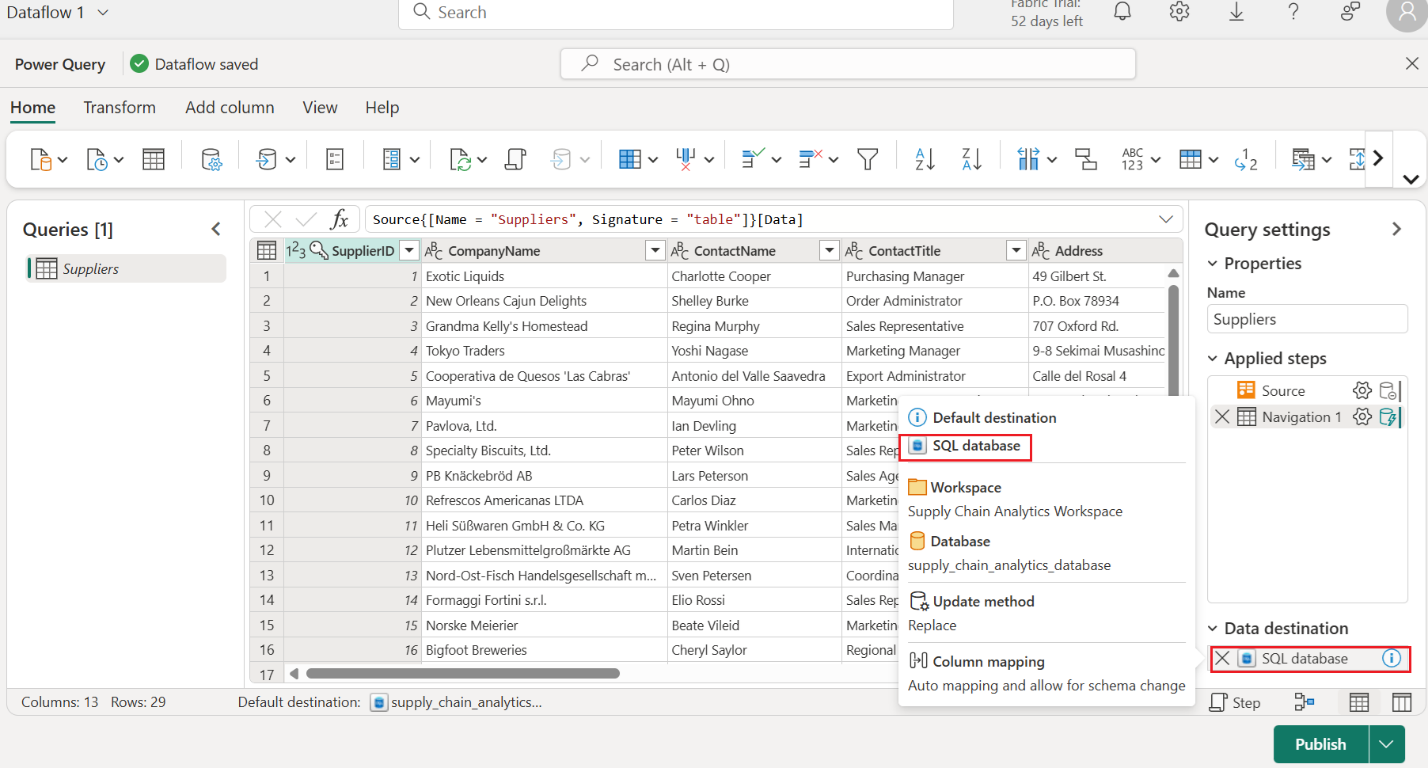 Dataflow 1
Search
Fabric Trial:
52 days left
Power Query
Dataflow saved
Search (Alt + Q)
Home Transform Add column View Help
Queries [1]
Suppliers
fx
Source{[Name = "Suppliers", Signature = "table"]}[Data]
SupplierID CompanyName ContactName ContactTitle Address
1 1 Exotic Liquids Charlotte Cooper Purchasing Manager 49 Gilbert St.
2 2 New Orleans Cajun Delights Shelley Burke Order Administrator P.O. Box 78934
3 3 Grandma Kelly's Homestead Regina Murphy Sales Representative 707 Oxford Rd.
4 4 Tokyo Traders Yoshi Nagase Marketing Manager 9-8 Sekimai Musashino
5 5 Cooperativa de Quesos 'Las Cabras' Antonio del Valle Saavedra Export Administrator Calle del Rosal 4
6 6 Mayumi's Mayumi Ohno Marketin
7 7 Pavlova, Ltd. Ian Devling Marketin
8 8 Specialty Biscuits, Ltd. Peter Wilson Sales Rep
9 9 PB Knäckebröd AB Lars Peterson Sales Age
10 10 Refrescos Americanas LTDA Carlos Diaz Marketin
11 11 Heli Süßwaren GmbH & Co. KG Petra Winkler Sales Ma
12 12 Plutzer Lebensmittelgroßmärkte AG Martin Bein Internatio
13 13 Nord-Ost-Fisch Handelsgesellschaft m... Sven Petersen Coordina
14 14 Formaggi Fortini s.r.l. Elio Rossi Sales Rep
15 15 Norske Meierier Beate Vileid Marketin
16 16 Bigfoot Breweries Cheryl Saylor Regional
17
Default destination
SQL database
Workspace
Supply Chain Analytics Workspace
Database
supply_chain_analytics_database
Update method
Replace
Column mapping
Auto mapping and allow for schema change
Query settings
Properties
Name
Suppliers
Applied steps
Source
Navigation 1
Data destination
SQL database
Columns: 13 Rows: 29
Default destination: supply_chain_analytics...
Step
Publish